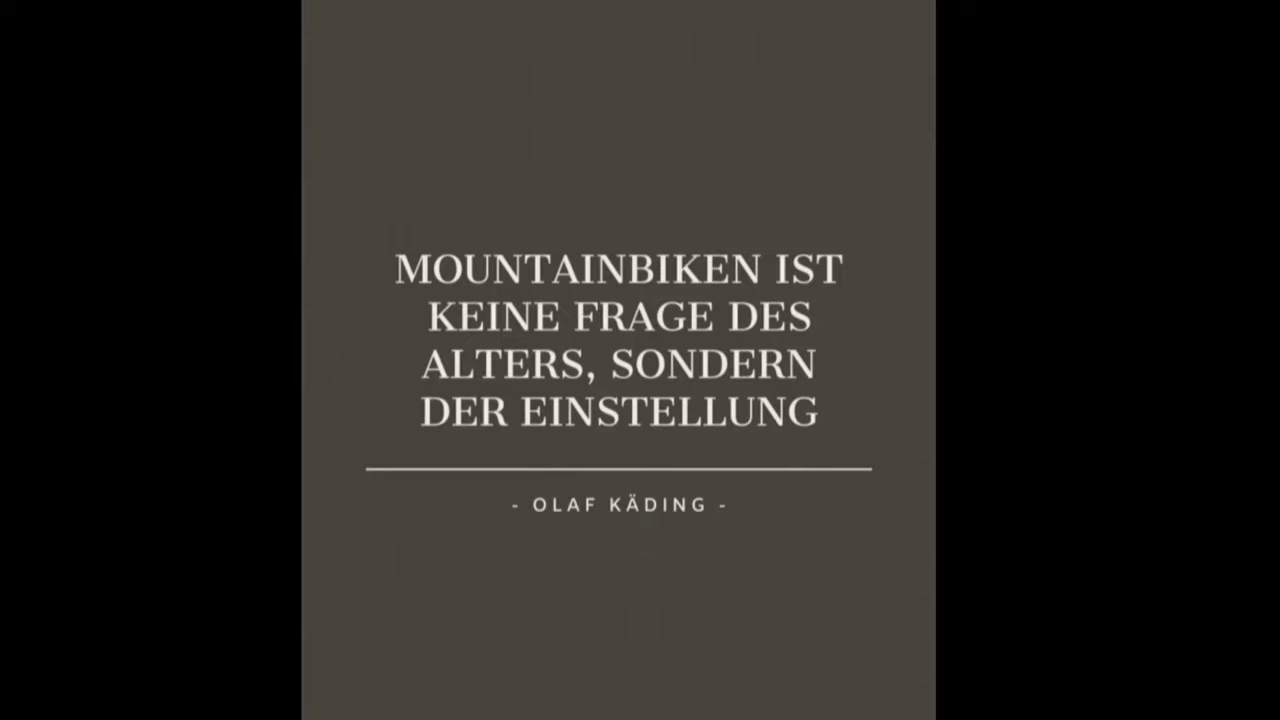 MOUNTAINBIKEN IST
KEINE FRAGE DES
ALTERS, SONDERN
DER EINSTELLUNG
- OLAF KÄDING -